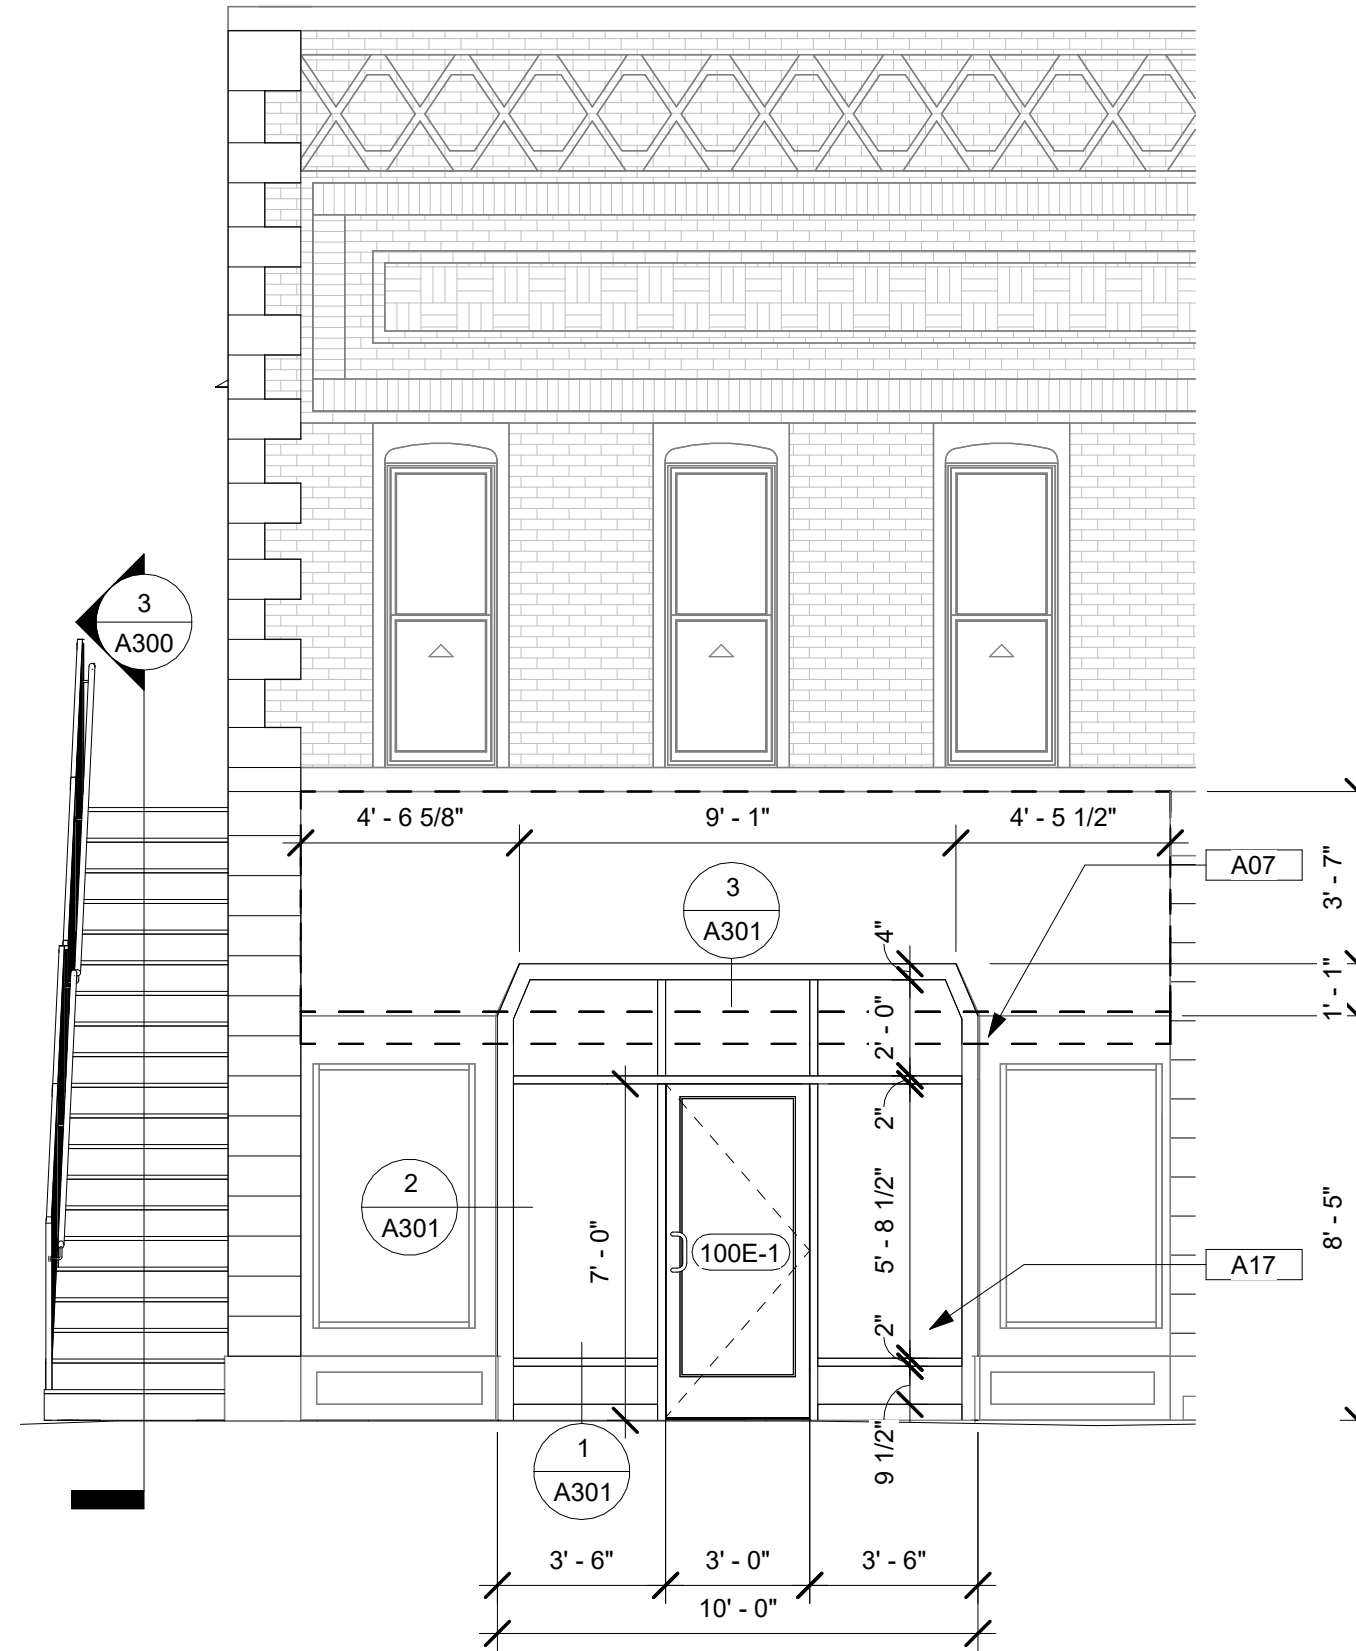 3
A300
4' - 6 5/8"
9' - 1"
4' - 5 1/2"
A07
3' - 7"
3
A301
4"
1' - 1"
2' - 0"
2"
2
A301
7' - 0"
100E-1
5' - 8 1/2"
8' - 5"
A17
2"
9 1/2"
1
A301
3' - 6"
3' - 0"
3' - 6"
10' - 0"